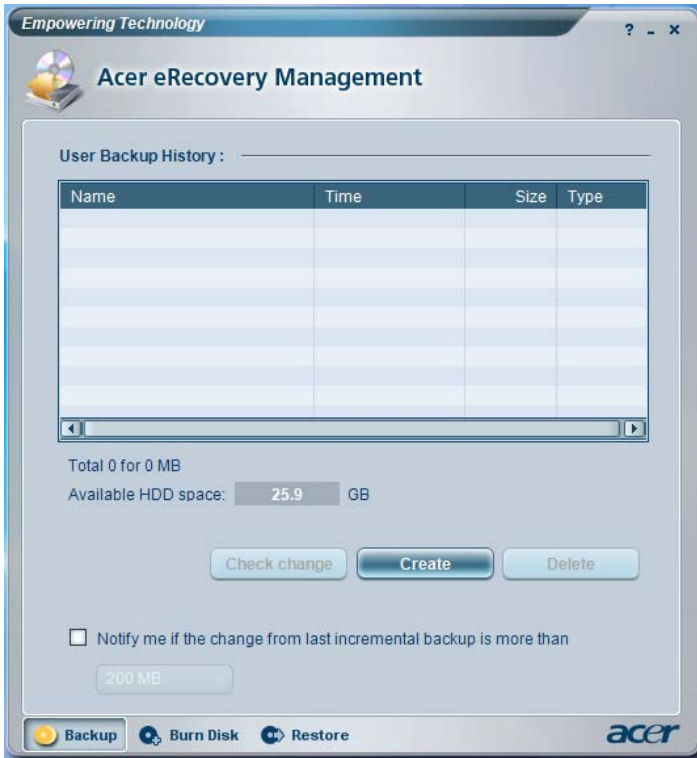 Empowering Technology
? - ×
Acer eRecovery Management
User Backup History :
Name Time Size Type
Total 0 for 0 MB
Available HDD space: 25.9 GB
Check change Create Delete
Notify me if the change from last incremental backup is more than
200 MB
Backup Burn Disk Restore acer